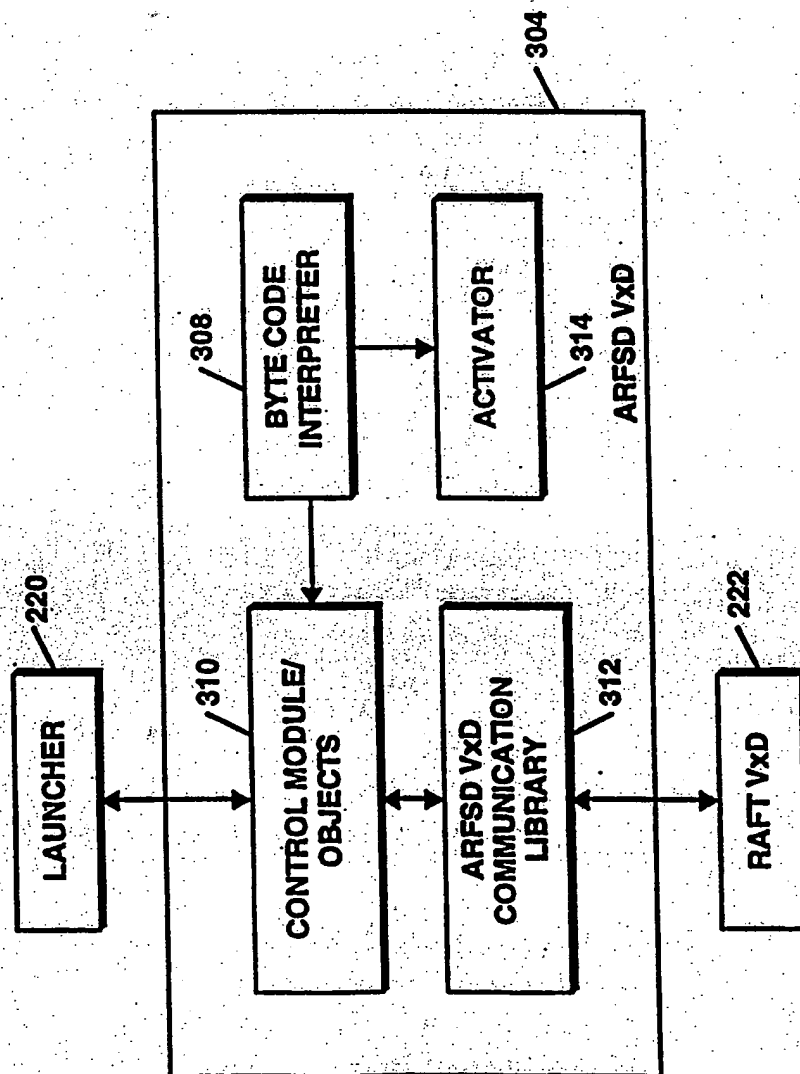 LAUNCHER
220
CONTROL MODULE/
OBJECTS
310
BYTE CODE
INTERPRETER
308
ARFSD VxD
COMMUNICATION
LIBRARY
312
ACTIVATOR
314
ARFSD VxD
304
RAFT VxD
222